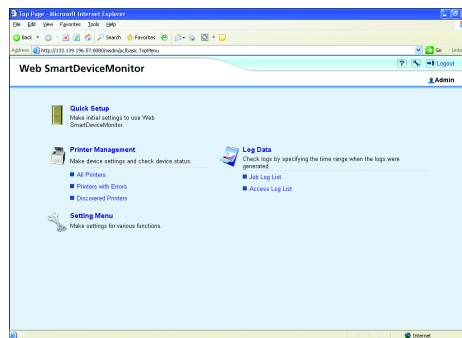 Top Page - Microsoft Internet Explorer
File Edit View Favorites Tools Help
Back Search Favorites
Address http://133.139.196.57:8080/wsdm/pc/basic.TopMenu Go Links
Web SmartDeviceMonitor
? Logout
Admin
Quick Setup
Make initial settings to use Web
SmartDeviceMonitor.
Printer Management
Make device settings and check device status.
All Printers
Printers with Errors
Discovered Printers
Log Data
Check logs by specifying the time range when the logs were
generated.
Job Log List
Access Log List
Setting Menu
Make settings for various functions.
Internet